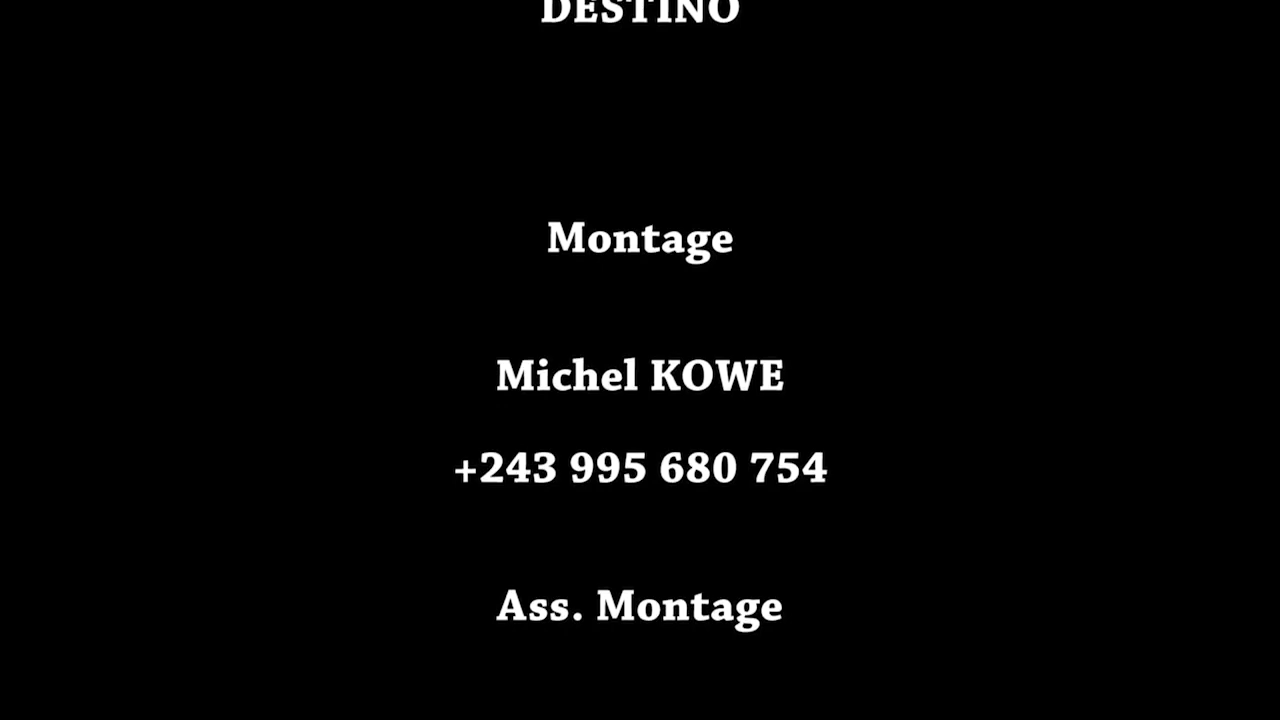 DESTINO
Montage
Michel KOWE
+243 995 680 754
Ass. Montage